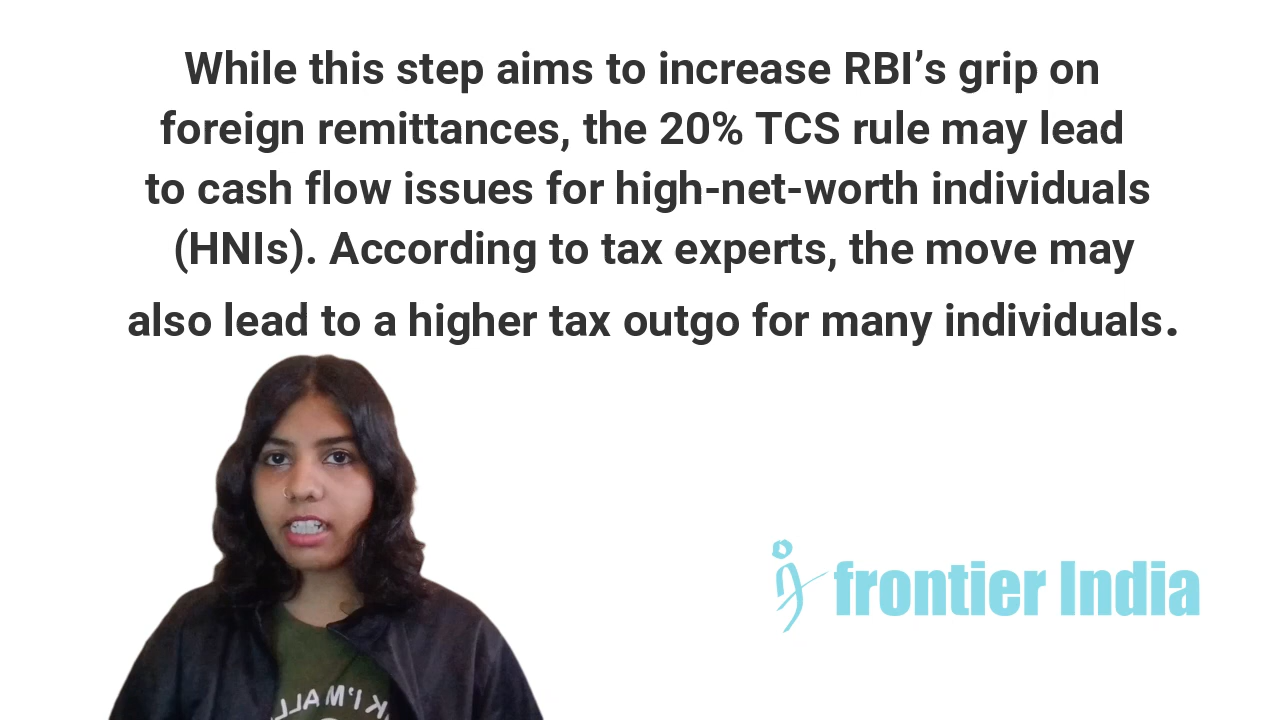 While this step aims to increase RBI’s grip on
foreign remittances, the 20% TCS rule may lead
to cash flow issues for high-net-worth individuals
(HNIs). According to tax experts, the move may
also lead to a higher tax outgo for many individuals.
frontier India
K I'M ALL